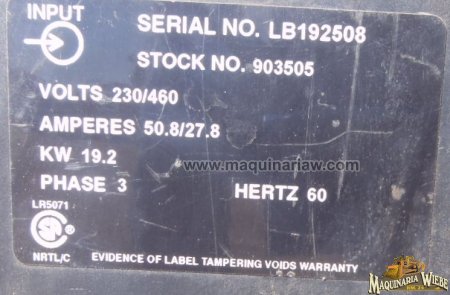 INPUT
SERIAL NO. LB192508
STOCK NO. 903505
VOLTS 230/460
AMPERES 50.8/27.8
KW 19.2
www.maquinariaw.com
PHASE 3 HERTZ 60
LR5071
NRTL/C
EVIDENCE OF LABEL TAMPERING VOIDS WARRANTY
MAQUINARIA WIEBE